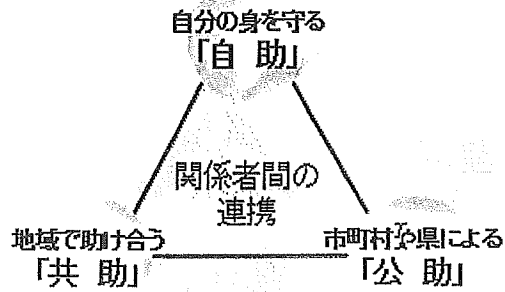 自分の身を守る
「自 助」
関係者間の
連携
地域で助け合う
「共 助」
市町村や県による
「公 助」